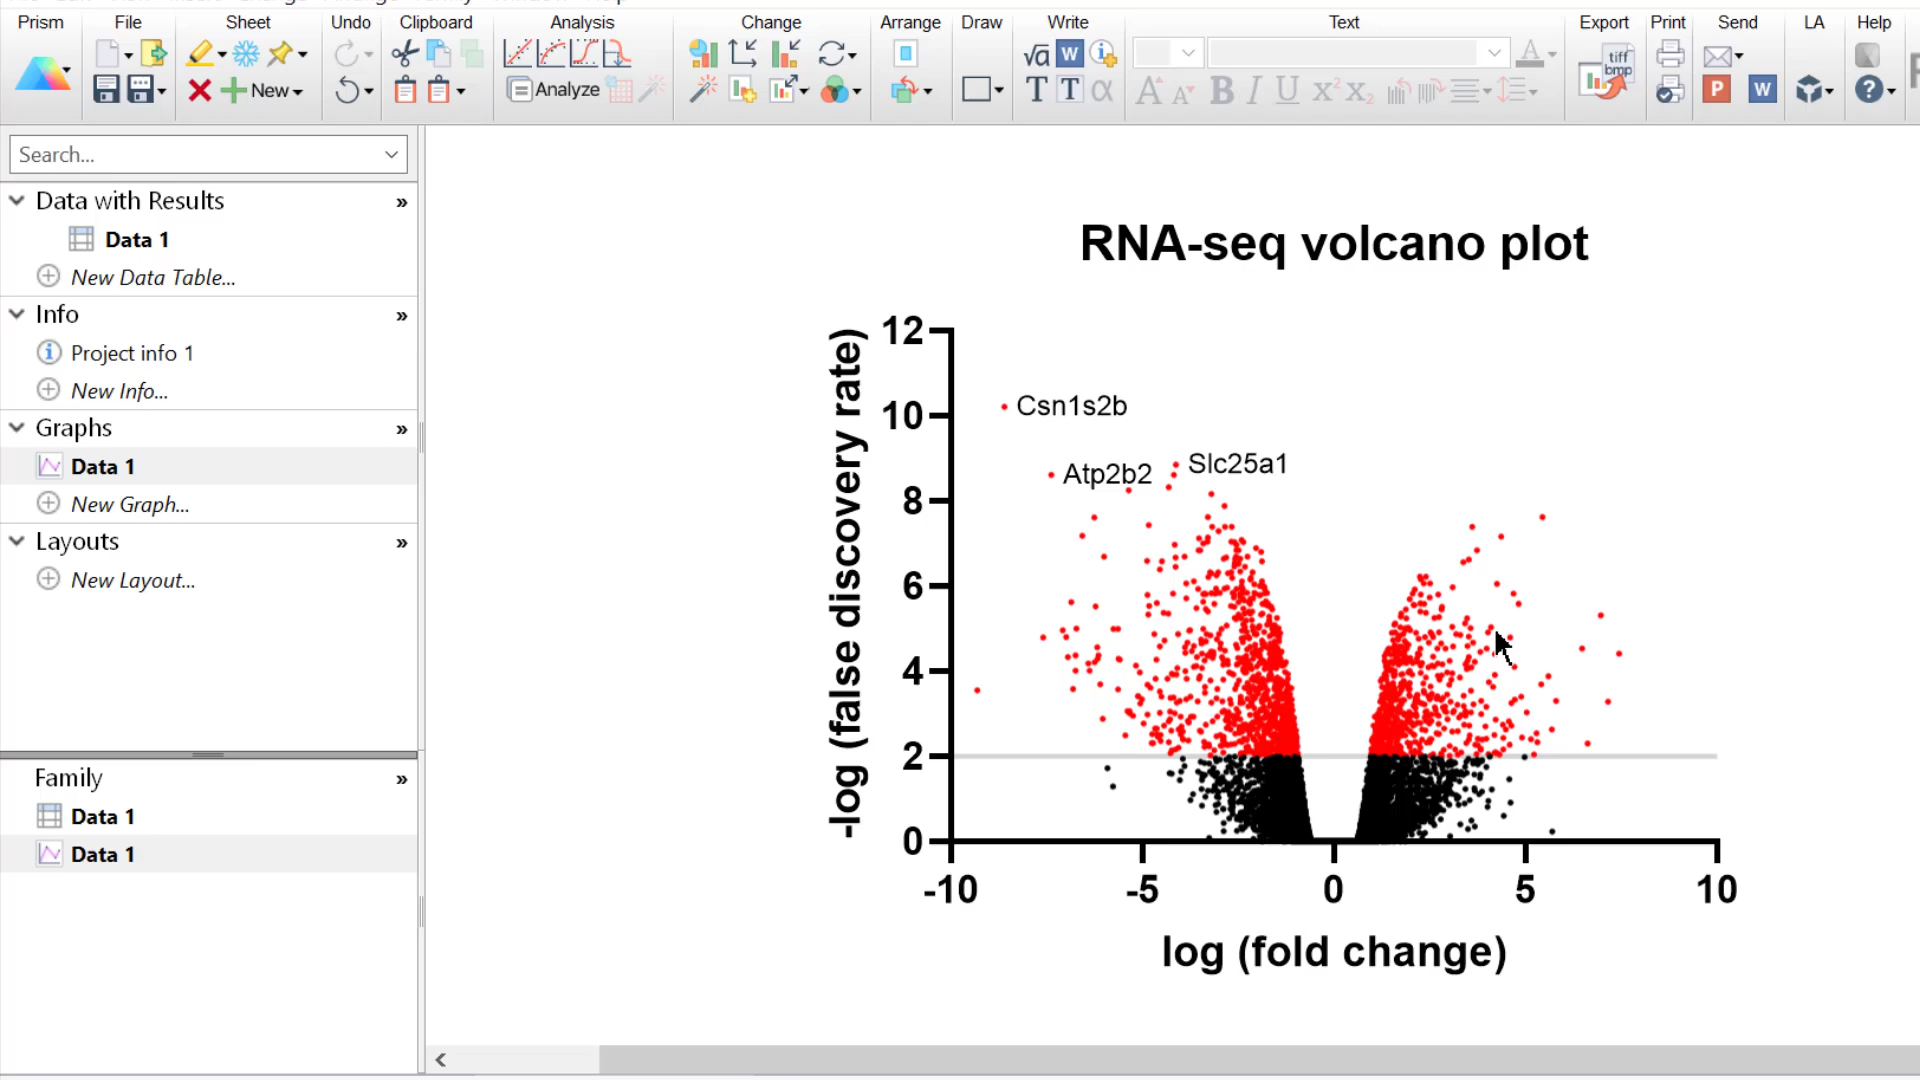 Prism File Sheet Undo Clipboard Analysis Change Arrange Draw Write Text Export Print Send LA Help
New
Analyze
tiff
bmp
Search...
Data with Results
Data 1
New Data Table...
Info
Project info 1
New Info...
Graphs
Data 1
New Graph...
Layouts
New Layout...
Family
Data 1
Data 1
RNA-seq volcano plot
-log (false discovery rate)
12
10
8
6
4
2
0
Csn1s2b
Slc25a1
Atp2b2
-10 -5 0 5 10
log (fold change)